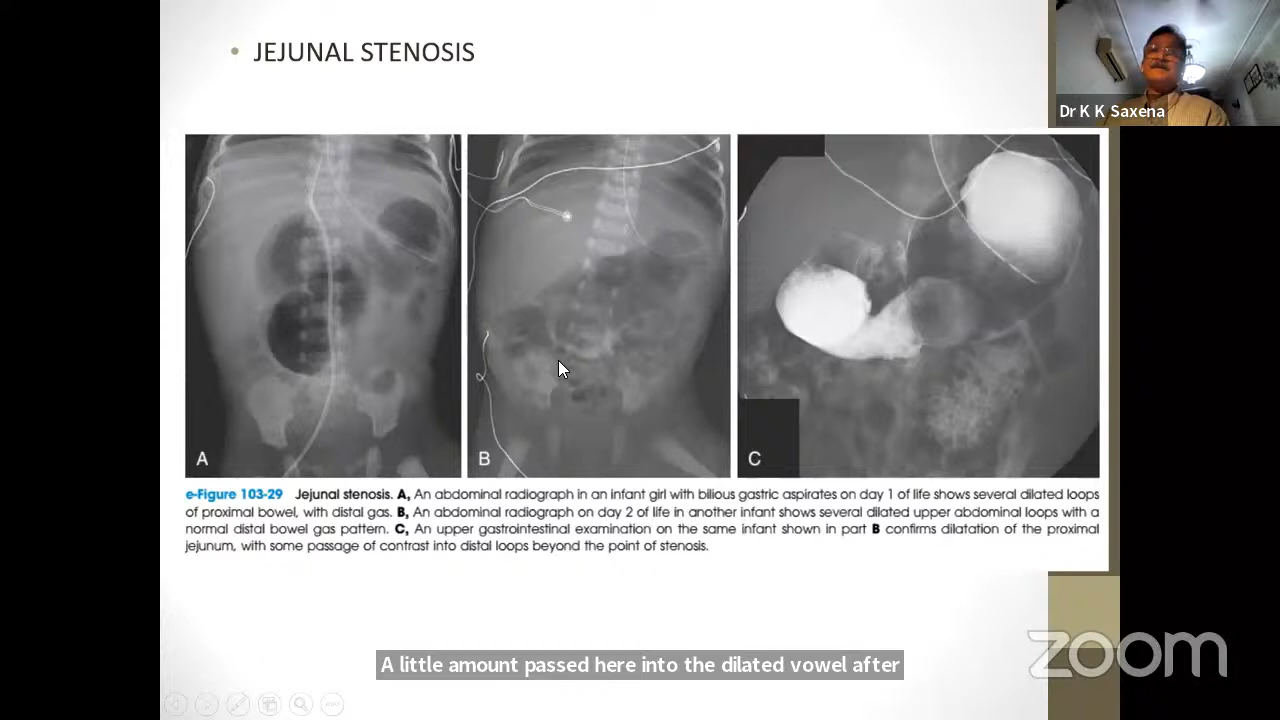 • JEJUNAL STENOSIS
Dr K K Saxena
A
B
C
e-Figure 103-29 Jejunal stenosis. A, An abdominal radiograph in an infant girl with bilious gastric aspirates on day 1 of life shows several dilated loops
of proximal bowel, with distal gas. B, An abdominal radiograph on day 2 of life in another infant shows several dilated upper abdominal loops with a
normal distal bowel gas pattern. C, An upper gastrointestinal examination on the same infant shown in part B confirms dilatation of the proximal
jejunum, with some passage of contrast into distal loops beyond the point of stenosis.
A little amount passed here into the dilated vowel after
zoom